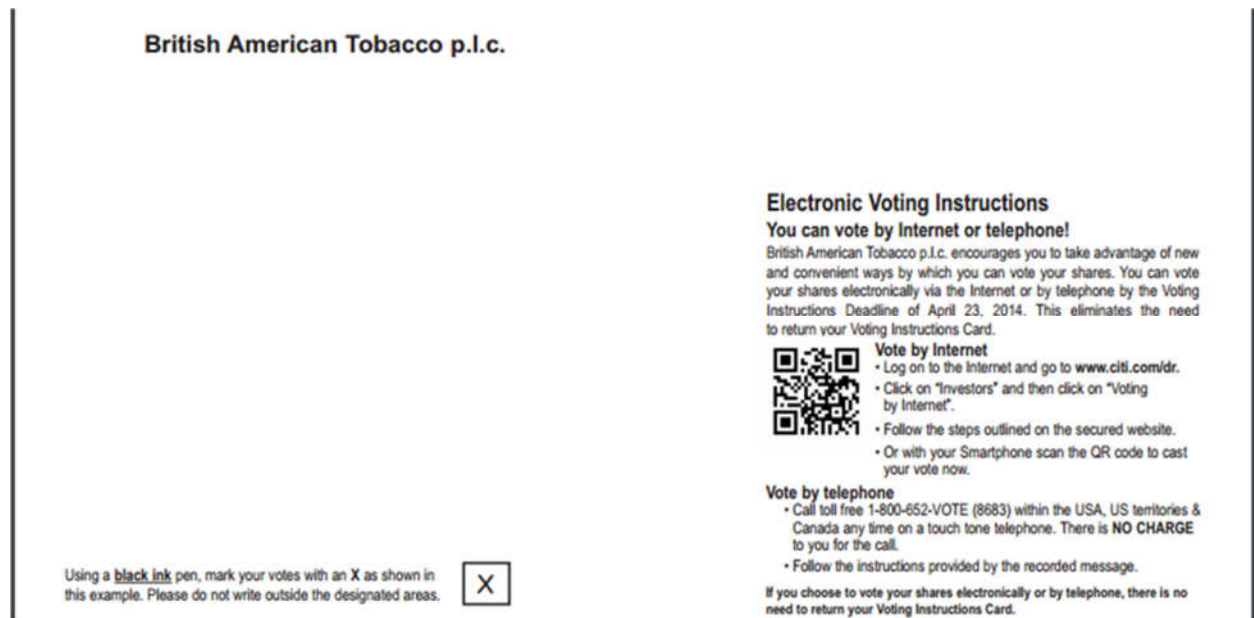 British American Tobacco p.l.c.
Electronic Voting Instructions
You can vote by Internet or telephone!
British American Tobacco p.l.c. encourages you to take advantage of new
and convenient ways by which you can vote your shares. You can vote
your shares electronically via the Internet or by telephone by the Voting
Instructions Deadline of April 23, 2014. This eliminates the need
to return your Voting Instructions Card.
Vote by Internet
• Log on to the Internet and go to www.citi.com/dr.
• Click on "Investors" and then click on "Voting
by Internet".
• Follow the steps outlined on the secured website.
• Or with your Smartphone scan the QR code to cast
your vote now.
Vote by telephone
• Call toll free 1-800-652-VOTE (8683) within the USA, US territories &
Canada any time on a touch tone telephone. There is NO CHARGE
to you for the call.
• Follow the instructions provided by the recorded message.
If you choose to vote your shares electronically or by telephone, there is no
need to return your Voting Instructions Card.
Using a black ink pen, mark your votes with an X as shown in
this example. Please do not write outside the designated areas.
X